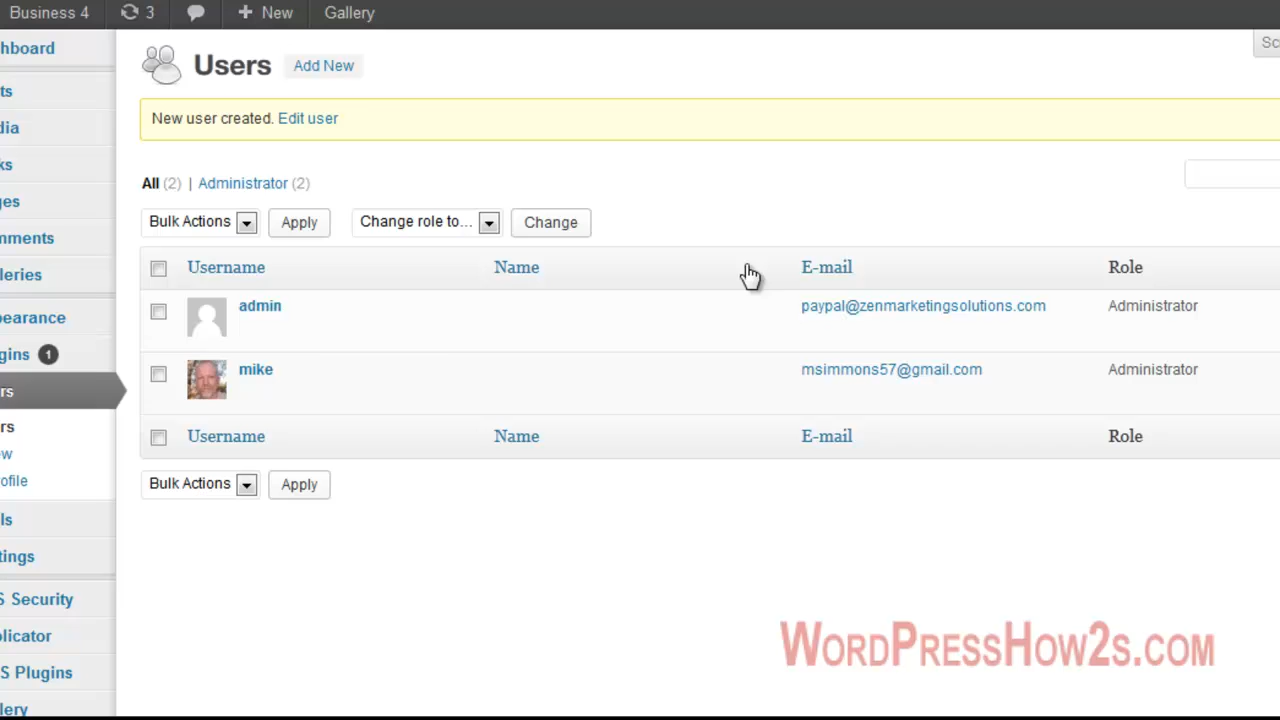 Business 4 3 + New Gallery
Sc
Users Add New
New user created. Edit user
All (2) | Administrator (2)
Bulk Actions Apply Change role to... Change
Username Name E-mail Role
admin paypal@zenmarketingsolutions.com Administrator
mike msimmons57@gmail.com Administrator
Username Name E-mail Role
Bulk Actions Apply
hboard
ts
dia
ks
ges
mments
leries
pearance
gins 1
rs
rs
w
ofile
ls
tings
S Security
plicator
S Plugins
lery
WordPressHow2s.com